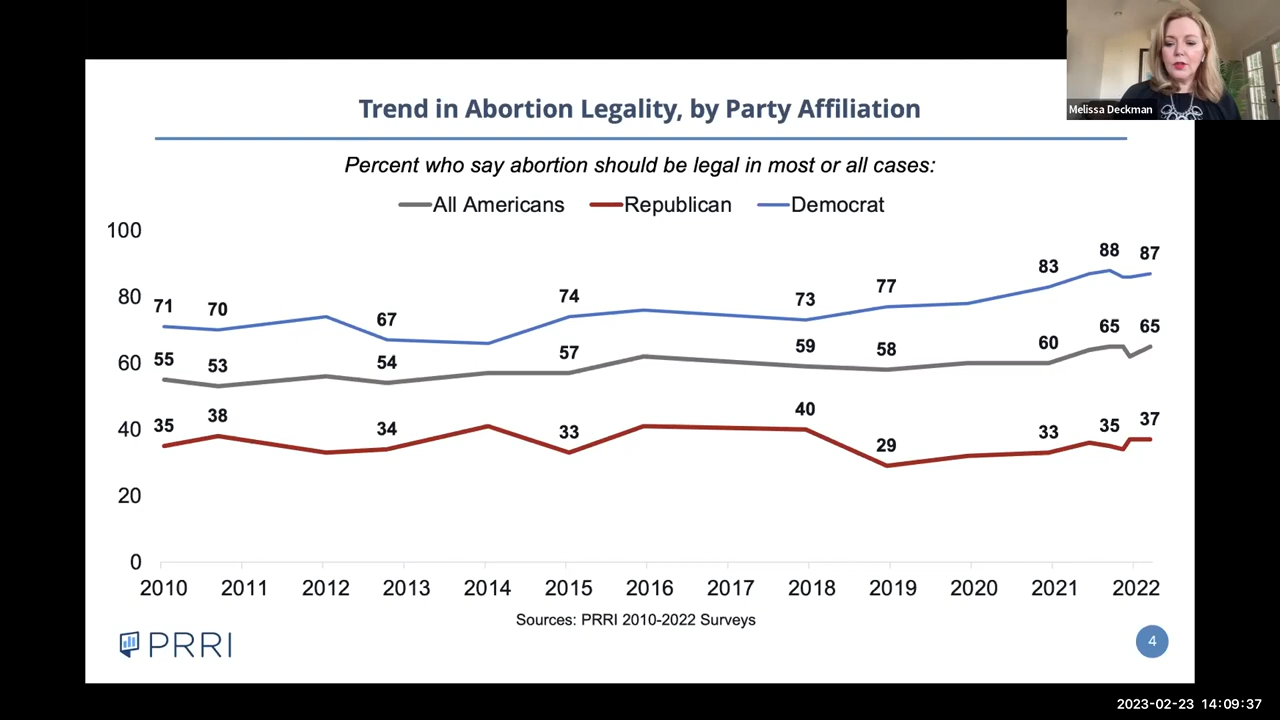 Melissa Deckman
Trend in Abortion Legality, by Party Affiliation
Percent who say abortion should be legal in most or all cases:
All Americans Republican Democrat
100
80
60
40
20
0
71 70 67 74 73 77 83 88 87
55 53 54 57 59 58 60 65 65
35 38 34 33 40 29 33 35 37
2010 2011 2012 2013 2014 2015 2016 2017 2018 2019 2020 2021 2022
Sources: PRRI 2010-2022 Surveys
PRRI
4
2023-02-23 14:09:37